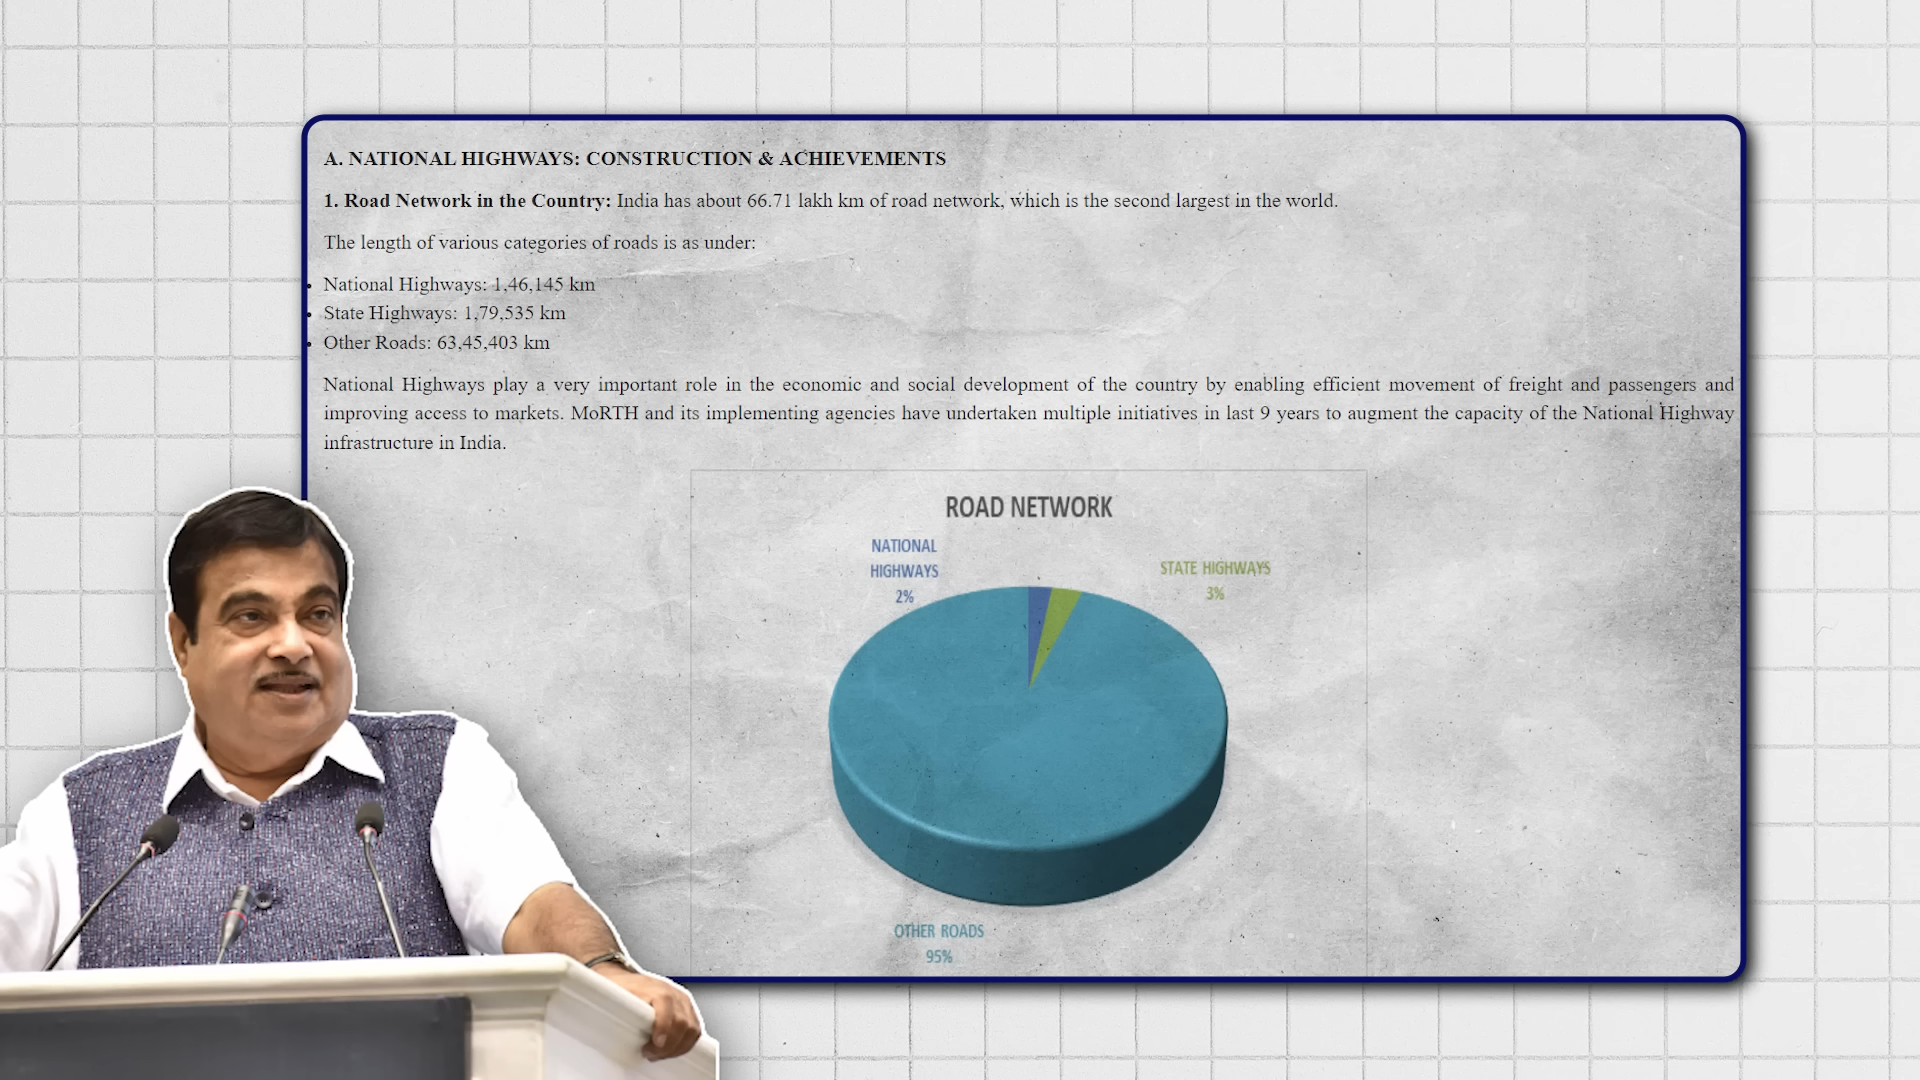 A. NATIONAL HIGHWAYS: CONSTRUCTION & ACHIEVEMENTS
1. Road Network in the Country: India has about 66.71 lakh km of road network, which is the second largest in the world.
The length of various categories of roads is as under:
• National Highways: 1,46,145 km
• State Highways: 1,79,535 km
• Other Roads: 63,45,403 km
National Highways play a very important role in the economic and social development of the country by enabling efficient movement of freight and passengers and
improving access to markets. MoRTH and its implementing agencies have undertaken multiple initiatives in last 9 years to augment the capacity of the National Highway
infrastructure in India.
ROAD NETWORK
NATIONAL
HIGHWAYS
2%
STATE HIGHWAYS
3%
OTHER ROADS
95%